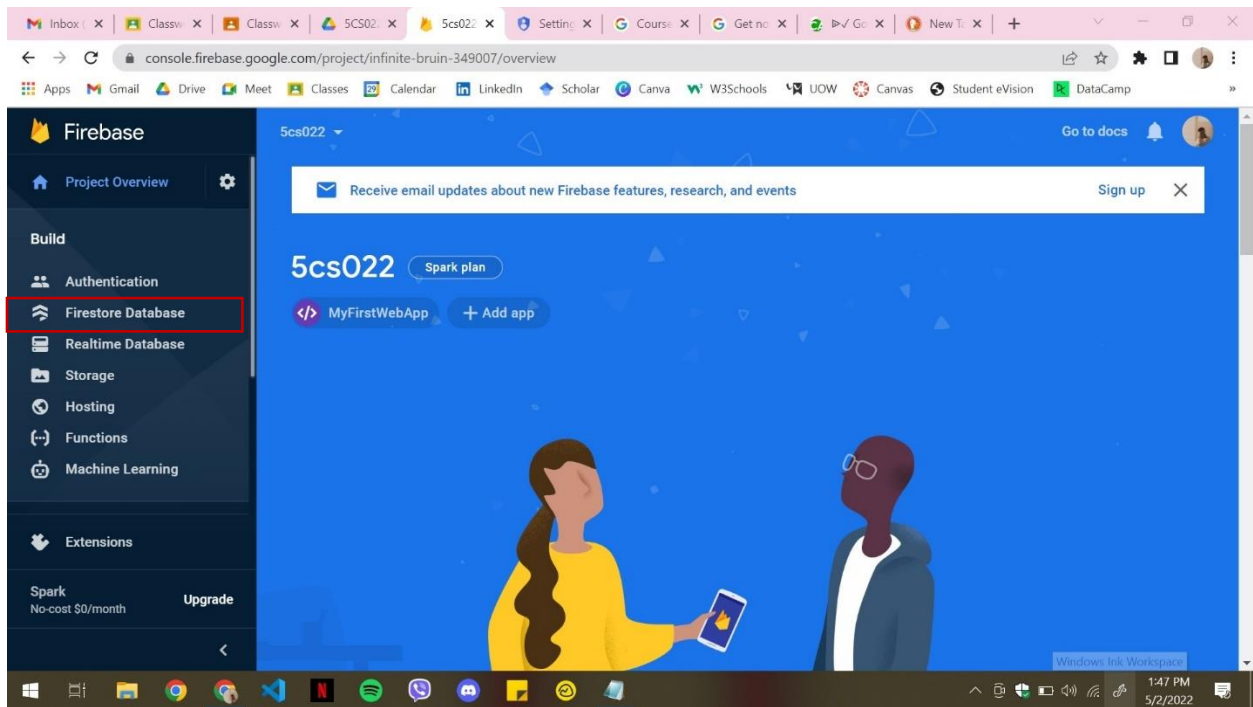 Inbox ( Classw Classw 5CS02 5cs022 Setting Course Get no Go New T
console.firebase.google.com/project/infinite-bruin-349007/overview
Apps Gmail Drive Meet Classes 29 Calendar LinkedIn Scholar Canva W3Schools UOW Canvas Student eVision DataCamp »
Firebase
5cs022
Go to docs
Project Overview
Receive email updates about new Firebase features, research, and events
Sign up
Build
5cs022
Spark plan
Authentication
Firestore Database
MyFirstWebApp
+ Add app
Realtime Database
Storage
Hosting
Functions
Machine Learning
Extensions
Spark
No-cost $0/month
Upgrade
Windows Ink Workspace
1:47 PM
5/2/2022